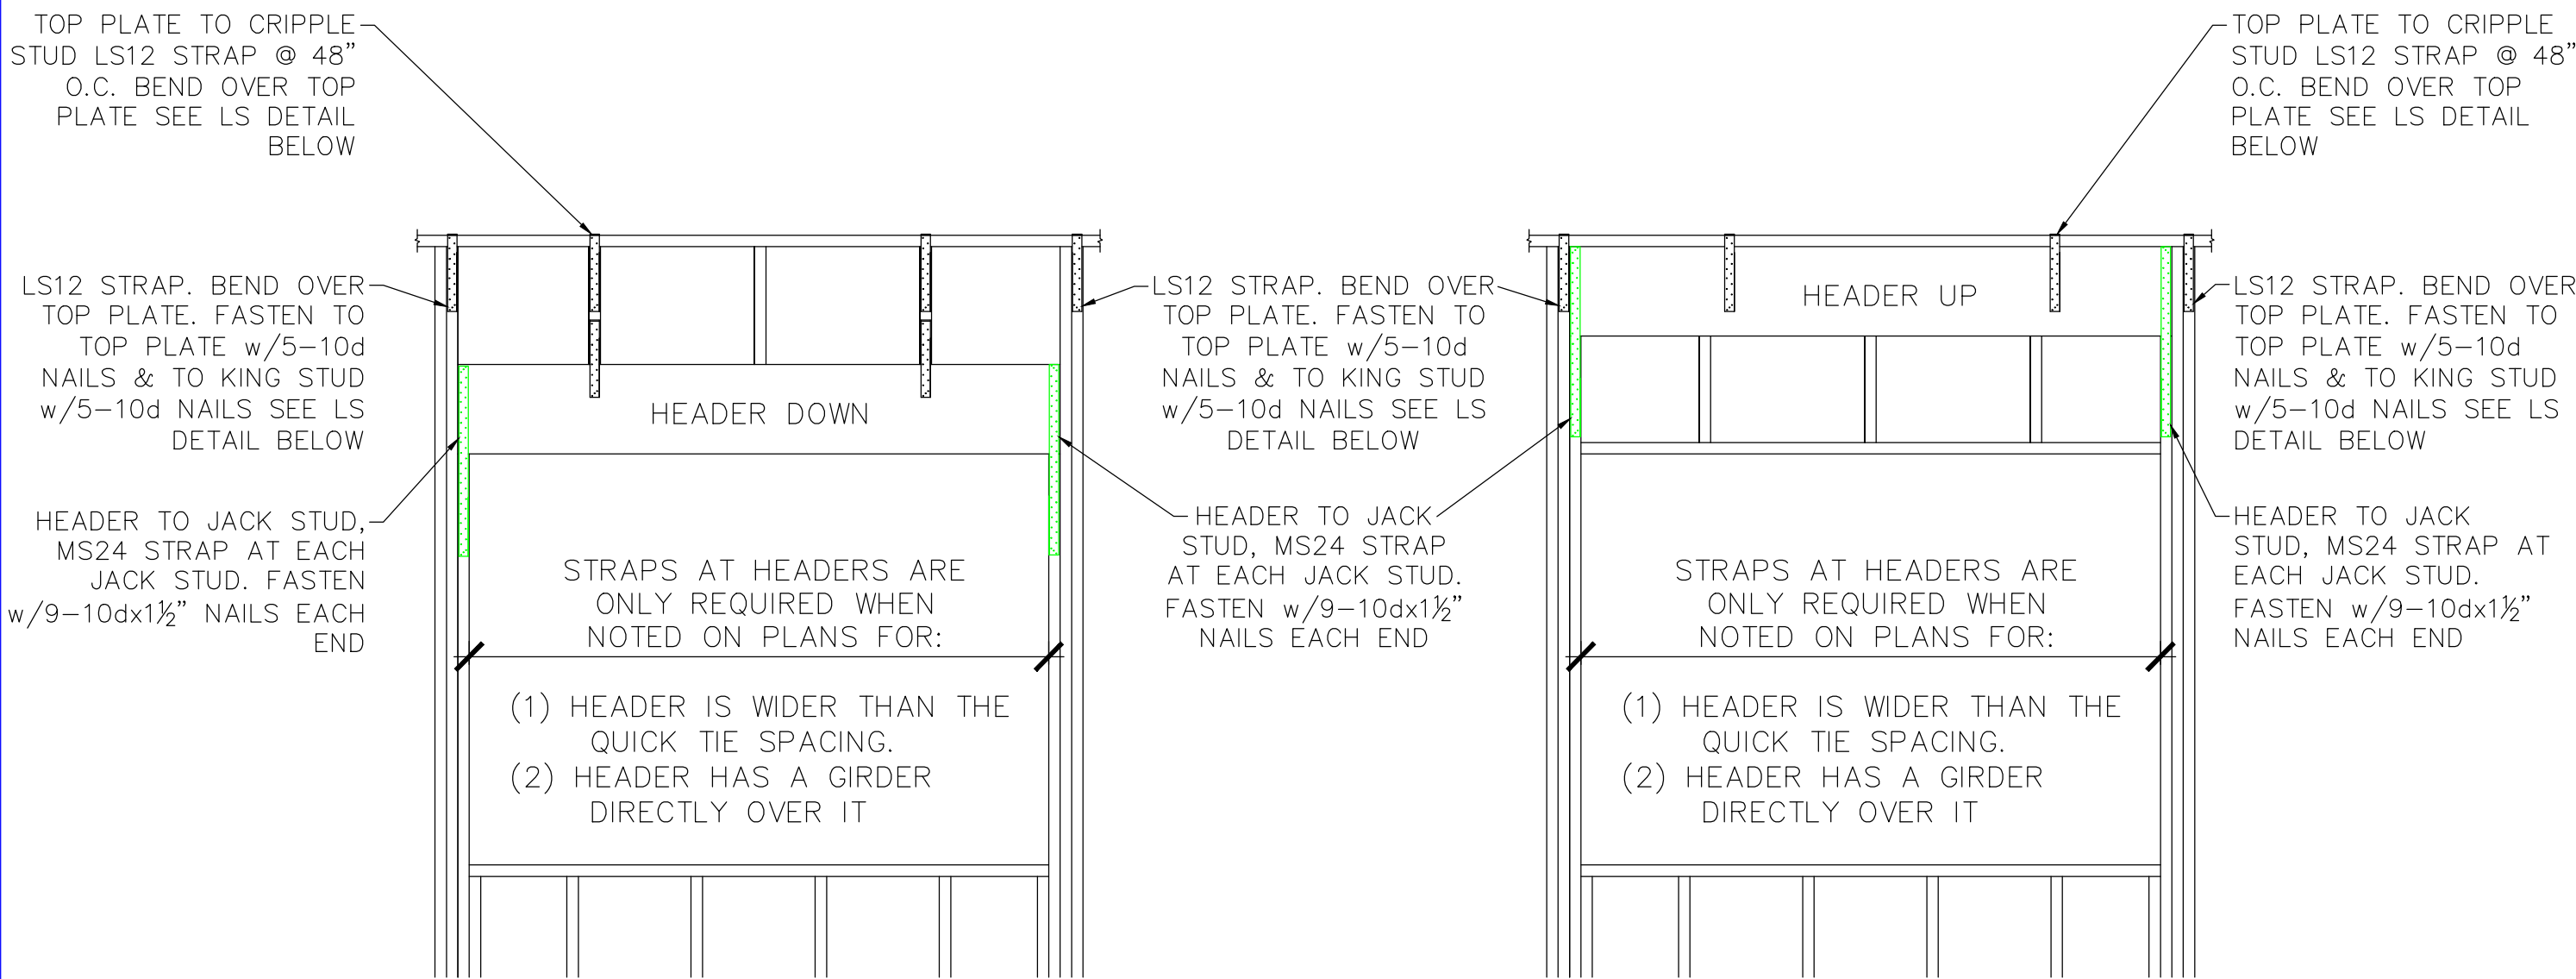 TOP PLATE TO CRIPPLE
STUD LS12 STRAP @ 48”
O.C. BEND OVER TOP
PLATE SEE LS DETAIL
BELOW
LS12 STRAP. BEND OVER
TOP PLATE. FASTEN TO
TOP PLATE w/5-10d
NAILS & TO KING STUD
w/5-10d NAILS SEE LS
DETAIL BELOW
HEADER TO JACK STUD,
MS24 STRAP AT EACH
JACK STUD. FASTEN
w/9-10dx1½” NAILS EACH
END
HEADER DOWN
STRAPS AT HEADERS ARE
ONLY REQUIRED WHEN
NOTED ON PLANS FOR:
(1) HEADER IS WIDER THAN THE
QUICK TIE SPACING.
(2) HEADER HAS A GIRDER
DIRECTLY OVER IT
LS12 STRAP. BEND OVER
TOP PLATE. FASTEN TO
TOP PLATE w/5-10d
NAILS & TO KING STUD
w/5-10d NAILS SEE LS
DETAIL BELOW
HEADER TO JACK
STUD, MS24 STRAP
AT EACH JACK STUD.
FASTEN w/9-10dx1½”
NAILS EACH END
HEADER UP
STRAPS AT HEADERS ARE
ONLY REQUIRED WHEN
NOTED ON PLANS FOR:
(1) HEADER IS WIDER THAN THE
QUICK TIE SPACING.
(2) HEADER HAS A GIRDER
DIRECTLY OVER IT
TOP PLATE TO CRIPPLE
STUD LS12 STRAP @ 48”
O.C. BEND OVER TOP
PLATE SEE LS DETAIL
BELOW
LS12 STRAP. BEND OVER
TOP PLATE. FASTEN TO
TOP PLATE w/5-10d
NAILS & TO KING STUD
w/5-10d NAILS SEE LS
DETAIL BELOW
HEADER TO JACK
STUD, MS24 STRAP AT
EACH JACK STUD.
FASTEN w/9-10dx1½”
NAILS EACH END